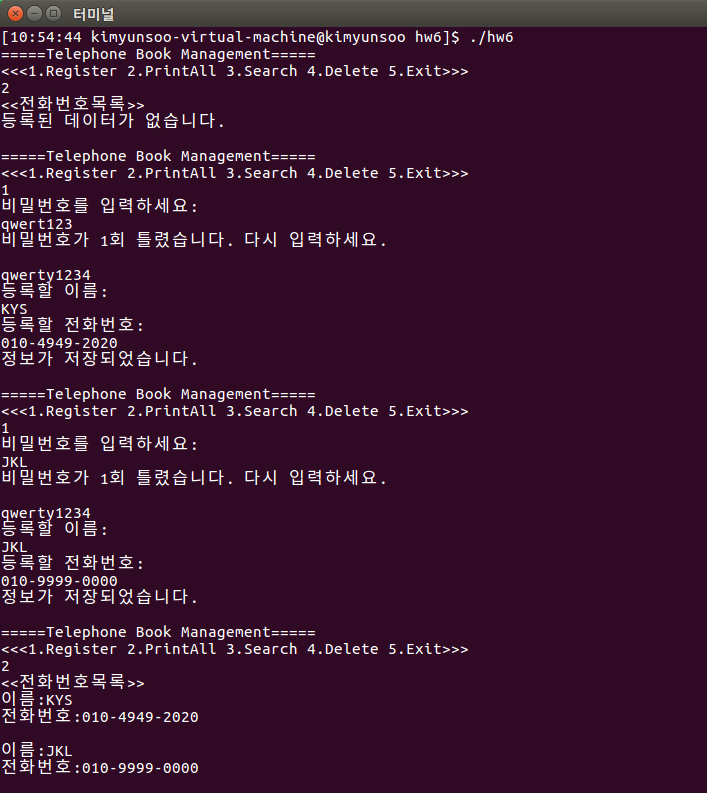 터미널
[10:54:44 kimyunsoo-virtual-machine@kimyunsoo hw6]$ ./hw6
=====Telephone Book Management=====
<<<1.Register 2.PrintAll 3.Search 4.Delete 5.Exit>>>
2
<<전화번호목록>>
등록된 데이터가 없습니다.

=====Telephone Book Management=====
<<<1.Register 2.PrintAll 3.Search 4.Delete 5.Exit>>>
1
비밀번호를 입력하세요:
qwert123
비밀번호가 1회 틀렸습니다. 다시 입력하세요.

qwerty1234
등록할 이름:
KYS
등록할 전화번호:
010-4949-2020
정보가 저장되었습니다.

=====Telephone Book Management=====
<<<1.Register 2.PrintAll 3.Search 4.Delete 5.Exit>>>
1
비밀번호를 입력하세요:
JKL
비밀번호가 1회 틀렸습니다. 다시 입력하세요.

qwerty1234
등록할 이름:
JKL
등록할 전화번호:
010-9999-0000
정보가 저장되었습니다.

=====Telephone Book Management=====
<<<1.Register 2.PrintAll 3.Search 4.Delete 5.Exit>>>
2
<<전화번호목록>>
이름:KYS
전화번호:010-4949-2020

이름:JKL
전화번호:010-9999-0000